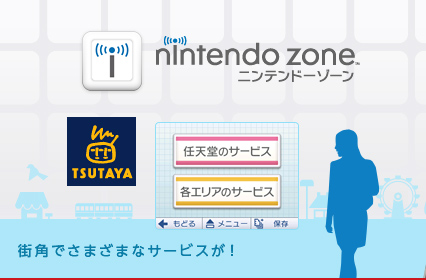 nintendo zone™
ニンテンドーゾーン
TSUTAYA
任天堂のサービス
各エリアのサービス
もどる メニュー 保存
街角でさまざまなサービスが！